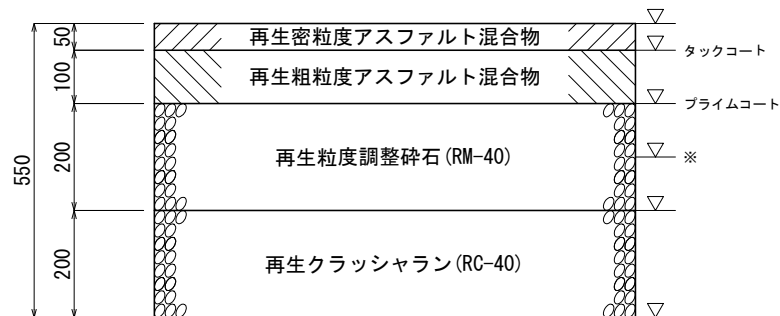 50
再生密粒度アスファルト混合物
タックコート
100
再生粗粒度アスファルト混合物
プライムコート
550
200
再生粒度調整砕石(RM-40)
※
200
再生クラッシャラン(RC-40)